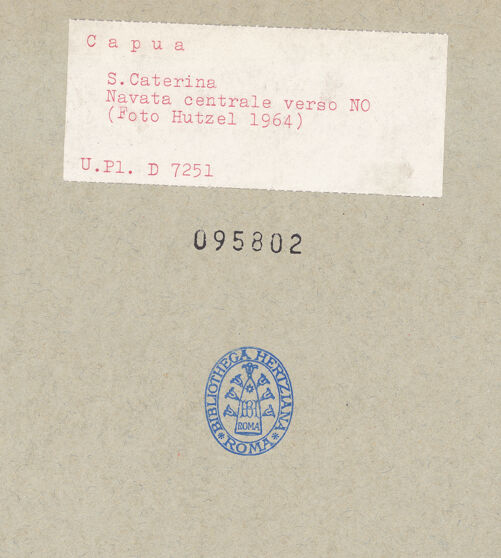 Capua
S.Caterina
Navata centrale verso NO
(Foto Hutzel 1964)
U.Pl. D 7251
095802
BIBLIOTHECA HERTZIANA
ROMA
* ROMA *